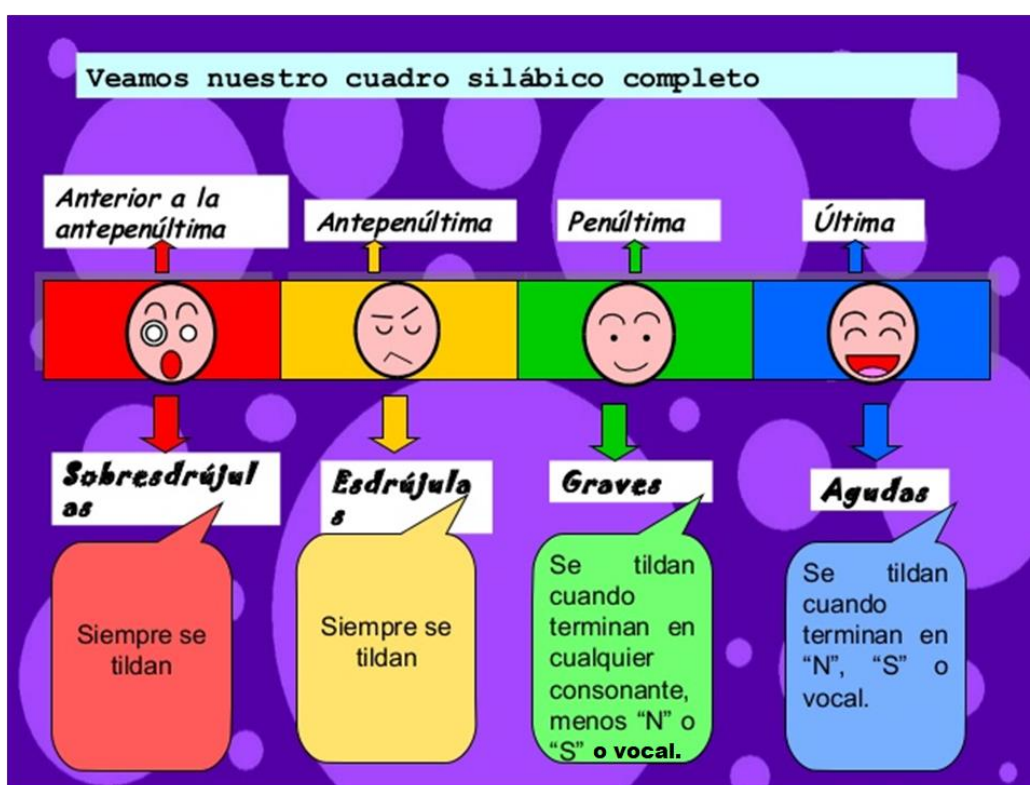 Veamos nuestro cuadro silábico completo
Anterior a la
antepenúltima
Antepenúltima
Penúltima
Última
Sobresdrújul
as
Esdrújula
s
Graves
Agudas
Siempre se
tildan
Siempre se
tildan
Se tildan
cuando
terminan en
cualquier
consonante,
menos “N” o
“S” o vocal.
Se tildan
cuando
terminan en
“N”, “S” o
vocal.